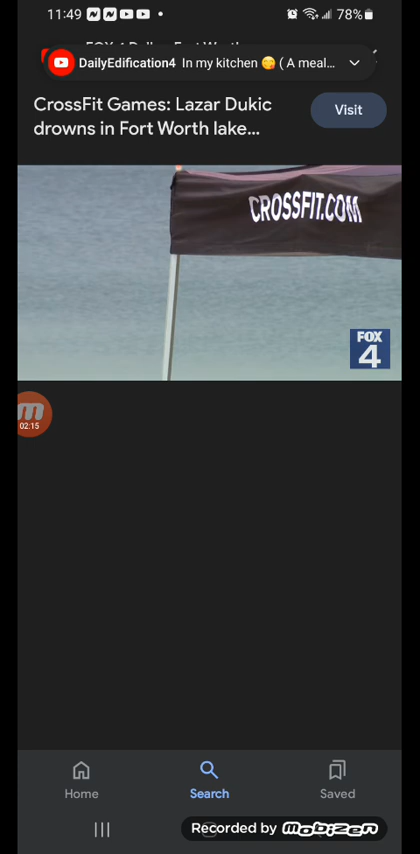 11:49
78%
DailyEdification4 In my kitchen 😋 ( A meal...
CrossFit Games: Lazar Dukic
drowns in Fort Worth lake...
Visit
CROSSFIT.COM
FOX
4
m
02:15
Home
Search
Saved
Recorded by mobizen